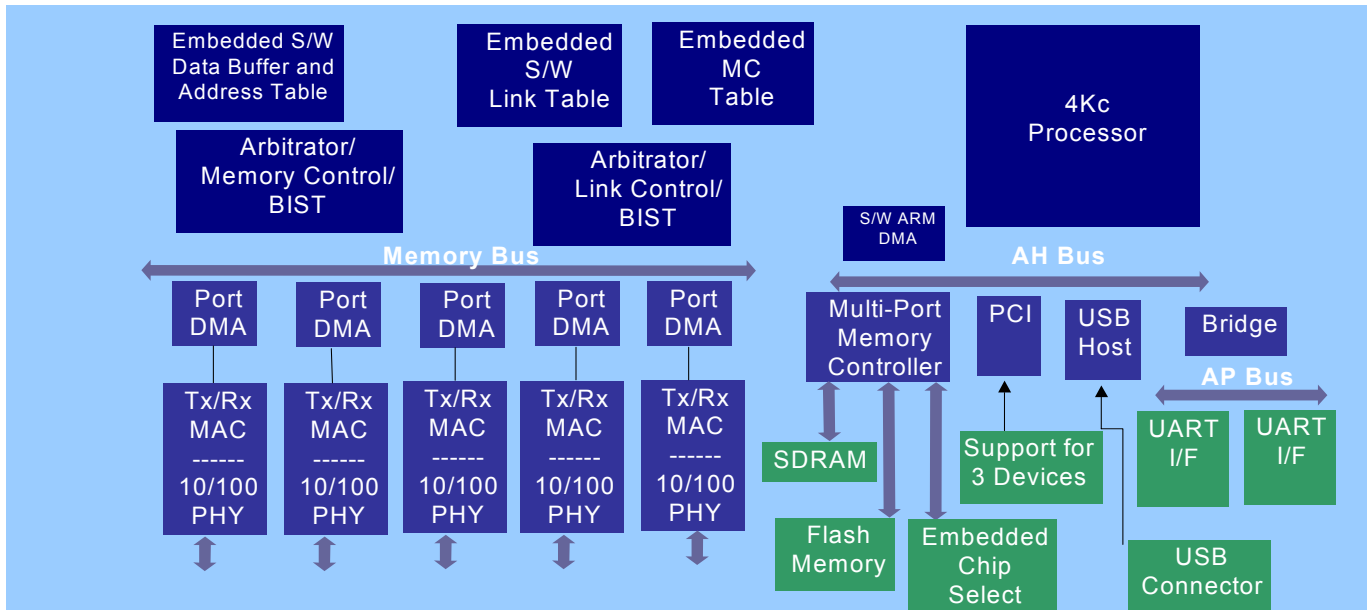 Embedded S/W
Data Buffer and
Address Table
Embedded
S/W
Link Table
Embedded
MC
Table
4Kc
Processor
Arbitrator/
Memory Control/
BIST
Arbitrator/
Link Control/
BIST
S/W ARM
DMA
Memory Bus
AH Bus
Port
DMA
Port
DMA
Port
DMA
Port
DMA
Port
DMA
Multi-Port
Memory
Controller
PCI
USB
Host
Bridge
AP Bus
Tx/Rx
MAC
------
10/100
PHY
Tx/Rx
MAC
------
10/100
PHY
Tx/Rx
MAC
------
10/100
PHY
Tx/Rx
MAC
------
10/100
PHY
Tx/Rx
MAC
------
10/100
PHY
SDRAM
Support for
3 Devices
UART
I/F
UART
I/F
Flash
Memory
Embedded
Chip
Select
USB
Connector